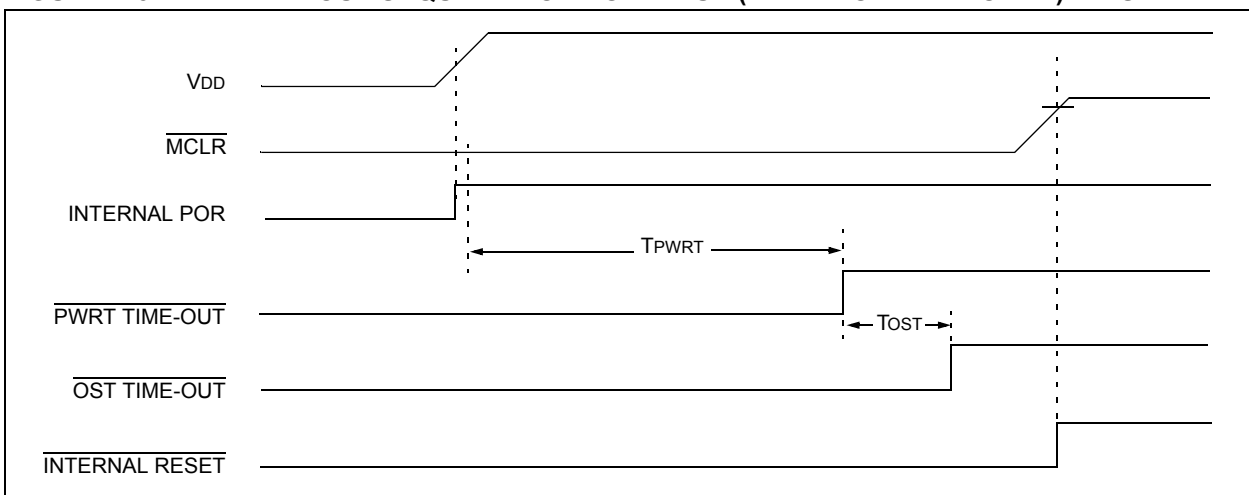 VDD
MCLR
INTERNAL POR
TPWRT
PWRT TIME-OUT
TOST
OST TIME-OUT
INTERNAL RESET